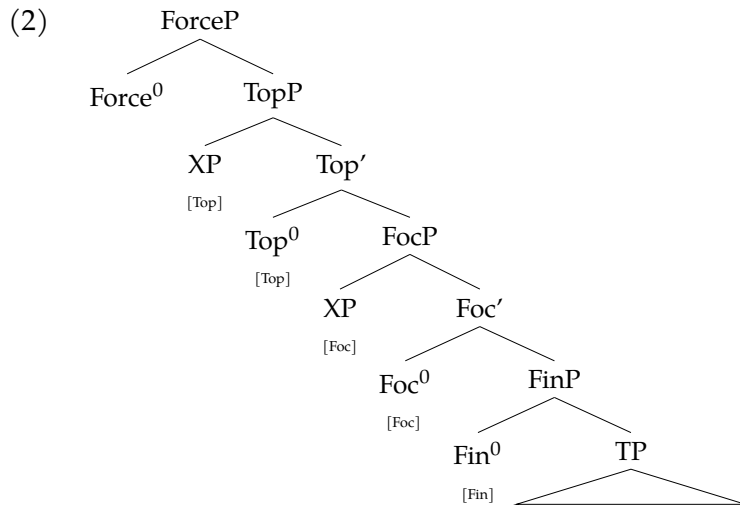 (2) ForceP
Force⁰ TopP
XP Top′
[Top]
Top⁰ FocP
[Top]
XP Foc′
[Foc]
Foc⁰ FinP
[Foc]
Fin⁰ TP
[Fin]